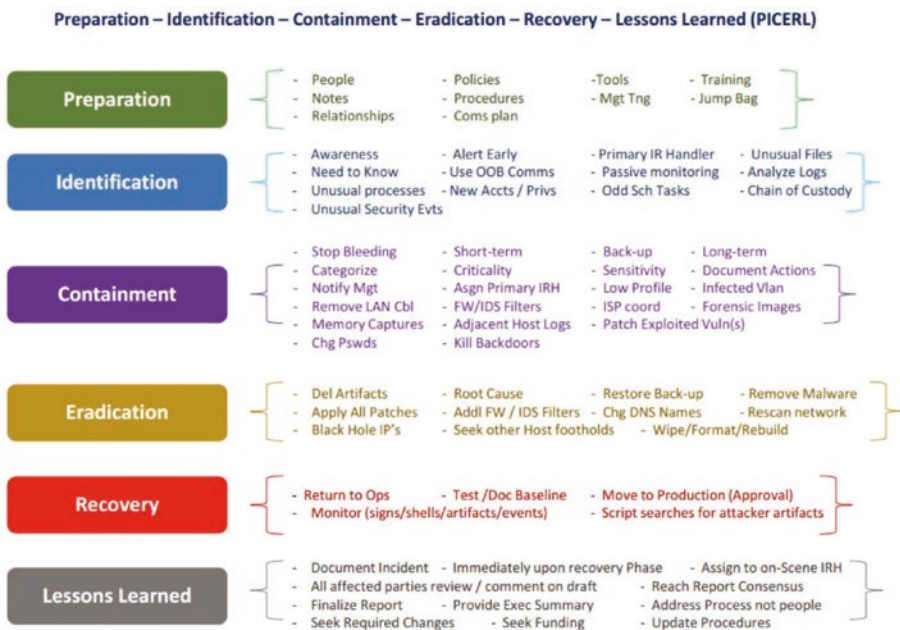 Preparation – Identification – Containment – Eradication – Recovery – Lessons Learned (PICERL)
Preparation
- People - Policies -Tools - Training
- Notes - Procedures - Mgt Tng - Jump Bag
- Relationships - Coms plan
Identification
- Awareness - Alert Early - Primary IR Handler - Unusual Files
- Need to Know - Use OOB Comms - Passive monitoring - Analyze Logs
- Unusual processes - New Accts / Privs - Odd Sch Tasks - Chain of Custody
- Unusual Security Evts
Containment
- Stop Bleeding - Short-term - Back-up - Long-term
- Categorize - Criticality - Sensitivity - Document Actions
- Notify Mgt - Asgn Primary IRH - Low Profile - Infected Vlan
- Remove LAN Cbl - FW/IDS Filters - ISP coord - Forensic Images
- Memory Captures - Adjacent Host Logs - Patch Exploited Vuln(s)
- Chg Pswds - Kill Backdoors
Eradication
- Del Artifacts - Root Cause - Restore Back-up - Remove Malware
- Apply All Patches - Addl FW / IDS Filters - Chg DNS Names - Rescan network
- Black Hole IP's - Seek other Host footholds - Wipe/Format/Rebuild
Recovery
- Return to Ops - Test /Doc Baseline - Move to Production (Approval)
- Monitor (signs/shells/artifacts/events) - Script searches for attacker artifacts
Lessons Learned
- Document Incident - Immediately upon recovery Phase - Assign to on-Scene IRH
- All affected parties review / comment on draft - Reach Report Consensus
- Finalize Report - Provide Exec Summary - Address Process not people
- Seek Required Changes - Seek Funding - Update Procedures